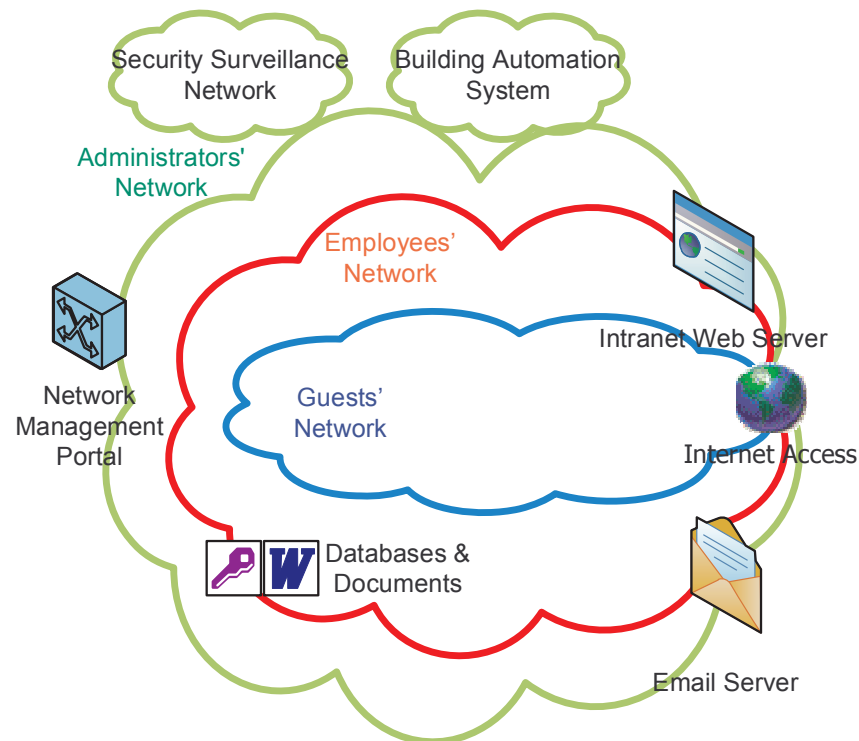 Security Surveillance
Network
Building Automation
System
Administrators'
Network
Employees’
Network
Intranet Web Server
Network
Management
Portal
Guests’
Network
Internet Access
W
Databases &
Documents
Email Server